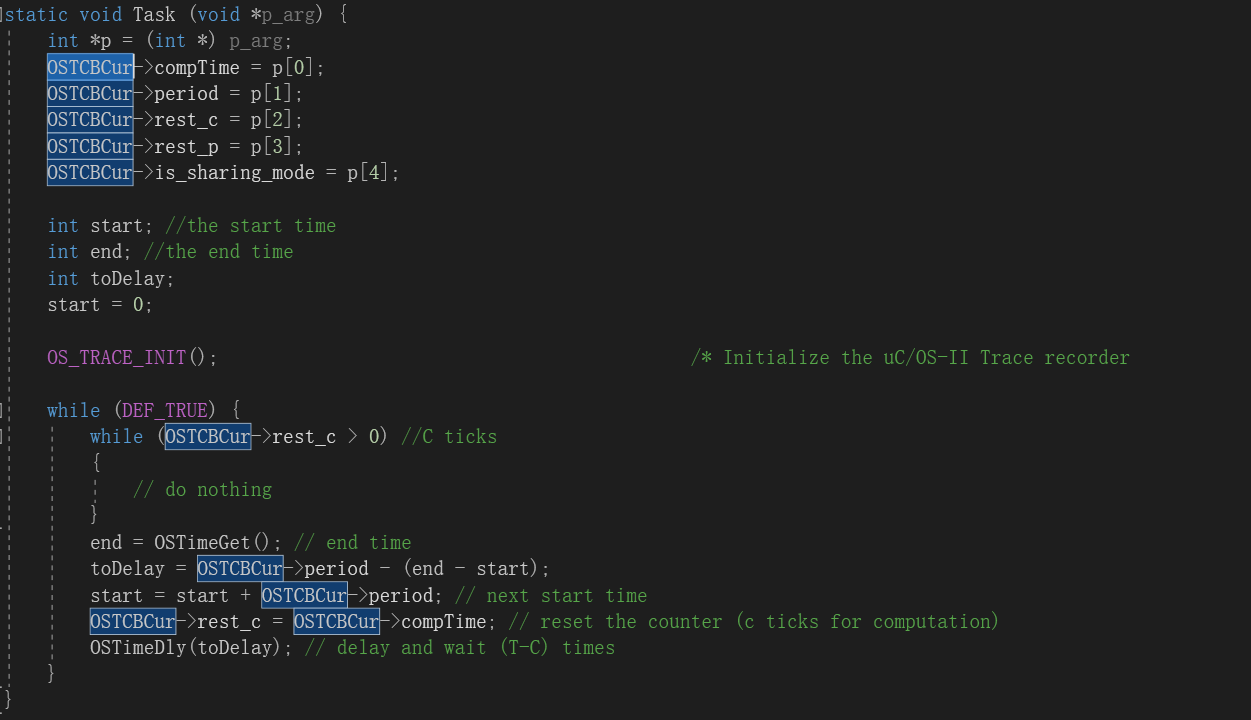 static void Task (void *p_arg) {
    int *p = (int *) p_arg;
    OSTCBCur->compTime = p[0];
    OSTCBCur->period = p[1];
    OSTCBCur->rest_c = p[2];
    OSTCBCur->rest_p = p[3];
    OSTCBCur->is_sharing_mode = p[4];

    int start; //the start time
    int end; //the end time
    int toDelay;
    start = 0;

    OS_TRACE_INIT(); /* Initialize the uC/OS-II Trace recorder

    while (DEF_TRUE) {
        while (OSTCBCur->rest_c > 0) //C ticks
        {
            // do nothing
        }
        end = OSTimeGet(); // end time
        toDelay = OSTCBCur->period - (end - start);
        start = start + OSTCBCur->period; // next start time
        OSTCBCur->rest_c = OSTCBCur->compTime; // reset the counter (c ticks for computation)
        OSTimeDly(toDelay); // delay and wait (T-C) times
    }
}